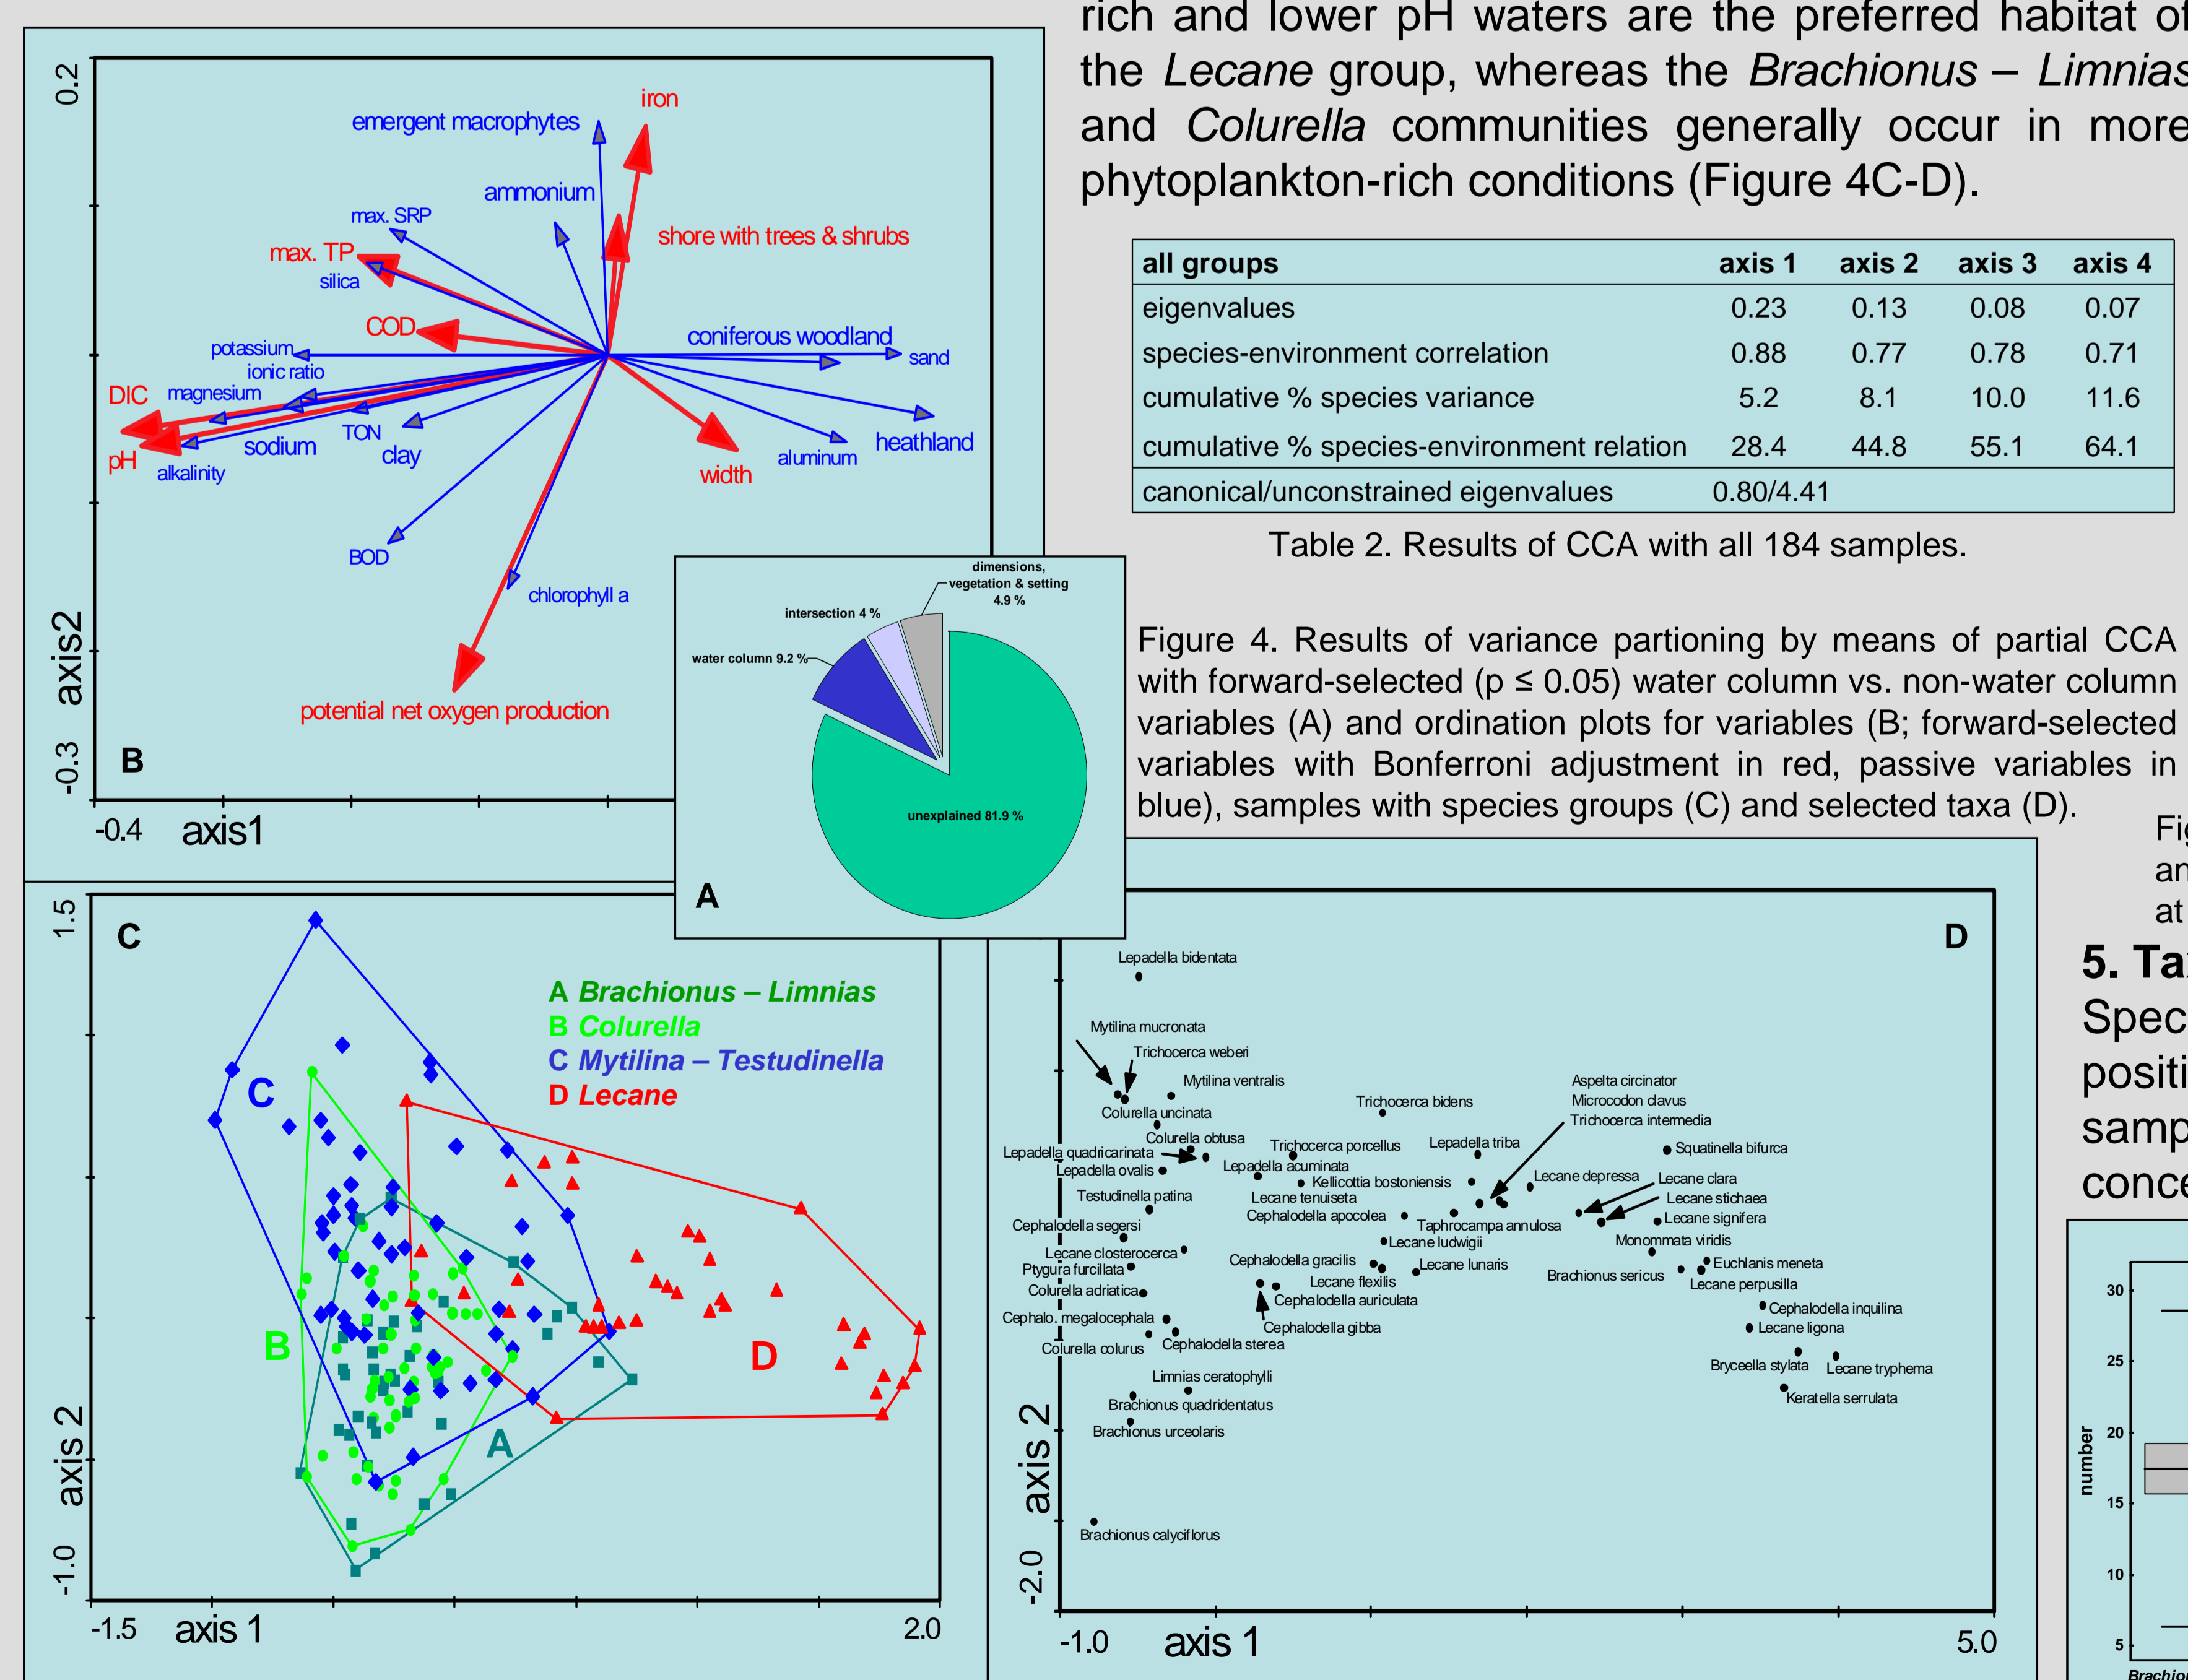 rich and lower pH waters are the preferred habitat of
the Lecane group, whereas the Brachionus – Limnias
and Colurella communities generally occur in more
phytoplankton-rich conditions (Figure 4C-D).
all groups axis 1 axis 2 axis 3 axis 4
eigenvalues 0.23 0.13 0.08 0.07
species-environment correlation 0.88 0.77 0.78 0.71
cumulative % species variance 5.2 8.1 10.0 11.6
cumulative % species-environment relation 28.4 44.8 55.1 64.1
canonical/unconstrained eigenvalues 0.80/4.41
Table 2. Results of CCA with all 184 samples.
Figure 4. Results of variance partioning by means of partial CCA
with forward-selected (p ≤ 0.05) water column vs. non-water column
variables (A) and ordination plots for variables (B; forward-selected
variables with Bonferroni adjustment in red, passive variables in
blue), samples with species groups (C) and selected taxa (D).
0.2
iron
emergent macrophytes
ammonium
max. SRP
shore with trees & shrubs
max. TP
silica
COD
coniferous woodland
potassium
sand
ionic ratio
DIC
magnesium
TON
heathland
sodium
clay
aluminum
pH
alkalinity
width
BOD
chlorophyll a
axis2
potential net oxygen production
-0.3
B
-0.4 axis1
dimensions,
vegetation & setting
4.9 %
intersection 4 %
water column 9.2 %
unexplained 81.9 %
A
1.5
C
A Brachionus – Limnias
B Colurella
C Mytilina – Testudinella
D Lecane
C
B
D
A
axis 2
-1.0
-1.5 axis 1 2.0
D
Lepadella bidentata
Mytilina mucronata
Trichocerca weberi
Mytilina ventralis
Aspelta circinator
Microcodon clavus
Trichocerca intermedia
Trichocerca bidens
Colurella uncinata
Colurella obtusa
Trichocerca porcellus
Lepadella triba
Squatinella bifurca
Lepadella quadricarinata
Lepadella ovalis
Lepadella acuminata
Kellicottia bostoniensis
Lecane depressa
Lecane clara
Testudinella patina
Lecane tenuiseta
Lecane stichaea
Cephalodella segersi
Cephalodella apocolea
Taphrocampa annulosa
Lecane signifera
Lecane closterocerca
Lecane ludwigii
Monommata viridis
Ptygura furcillata
Cephalodella gracilis
Lecane lunaris
Euchlanis meneta
Brachionus sericus
Lecane flexilis
Lecane perpusilla
Colurella adriatica
Cephalodella auriculata
Cephalodella inquilina
Cephalo. megalocephala
Cephalodella gibba
Lecane ligona
Colurella colurus
Cephalodella sterea
Bryceella stylata
Lecane tryphema
Limnias ceratophylli
Keratella serrulata
Brachionus quadridentatus
Brachionus urceolaris
Brachionus calyciflorus
axis 2
-2.0
-1.0 axis 1 5.0
Fig
an
at
5. Ta
Spec
positi
samp
conce
number
30
25
20
15
10
5
Brachion